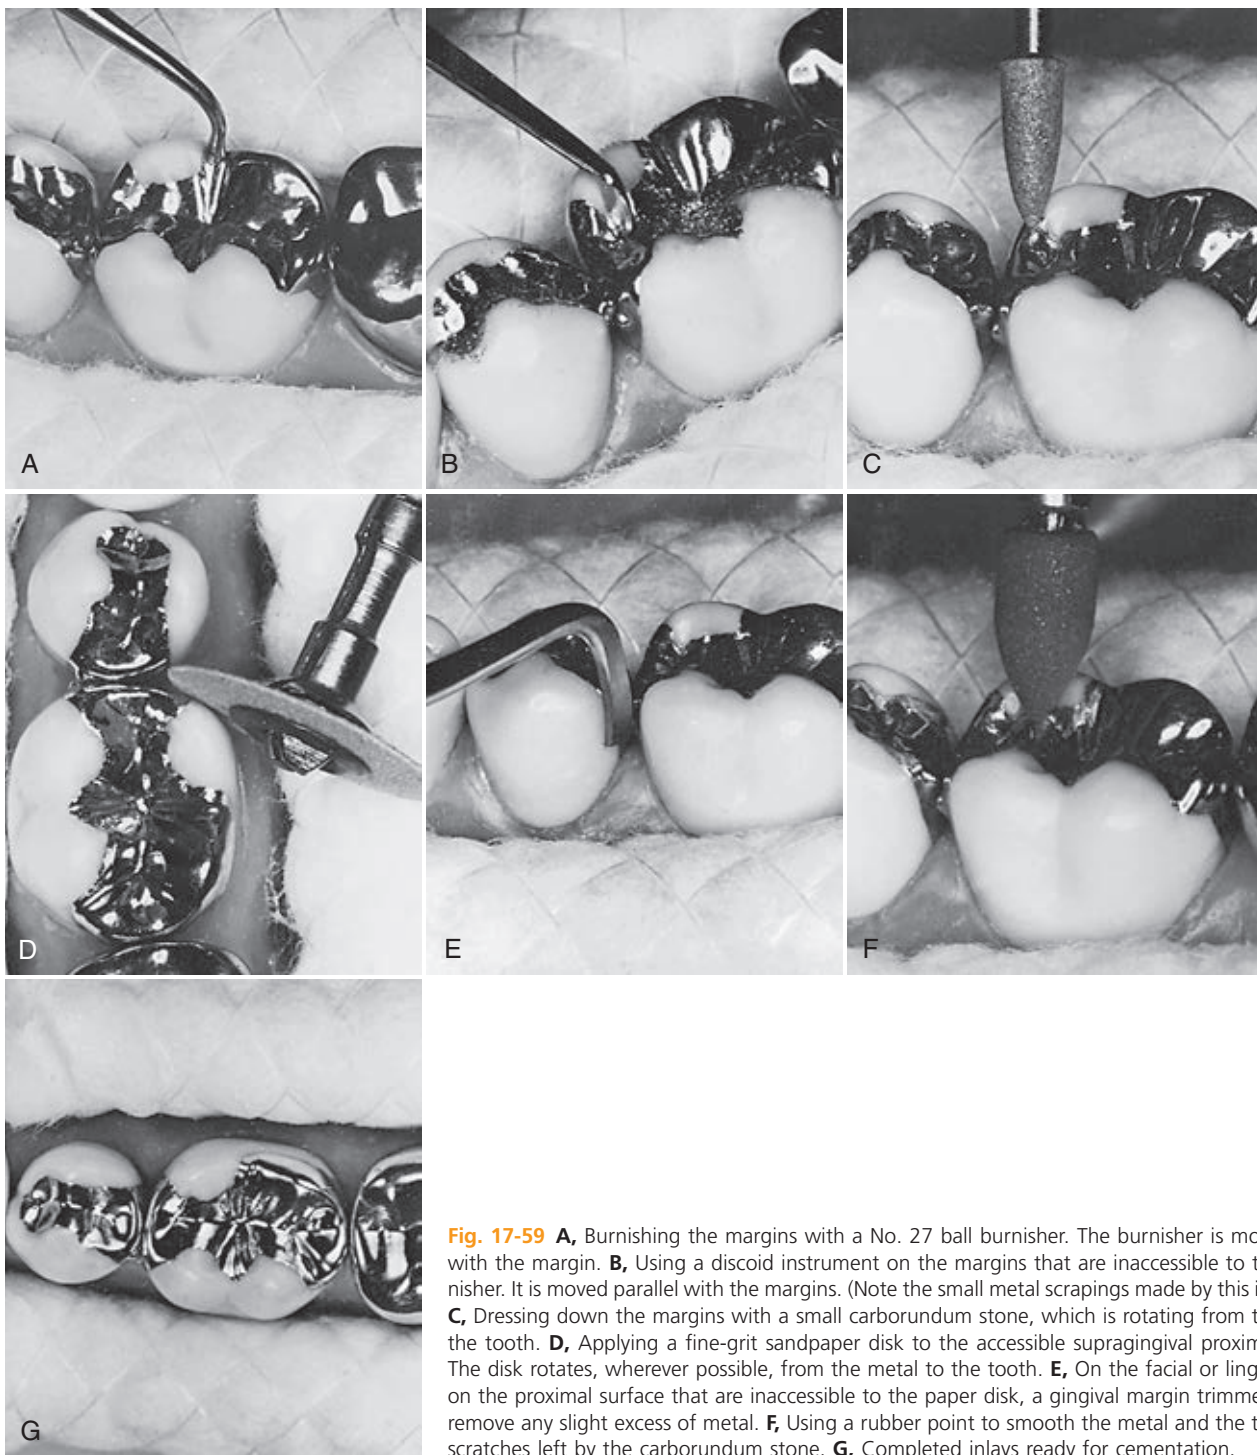 A
B
C
D
E
F
G
Fig. 17-59 A, Burnishing the margins with a No. 27 ball burnisher. The burnisher is mo
with the margin. B, Using a discoid instrument on the margins that are inaccessible to t
nisher. It is moved parallel with the margins. (Note the small metal scrapings made by this i
C, Dressing down the margins with a small carborundum stone, which is rotating from t
the tooth. D, Applying a fine-grit sandpaper disk to the accessible supragingival proxim
The disk rotates, wherever possible, from the metal to the tooth. E, On the facial or ling
on the proximal surface that are inaccessible to the paper disk, a gingival margin trimme
remove any slight excess of metal. F, Using a rubber point to smooth the metal and the t
scratches left by the carborundum stone. G, Completed inlays ready for cementation.